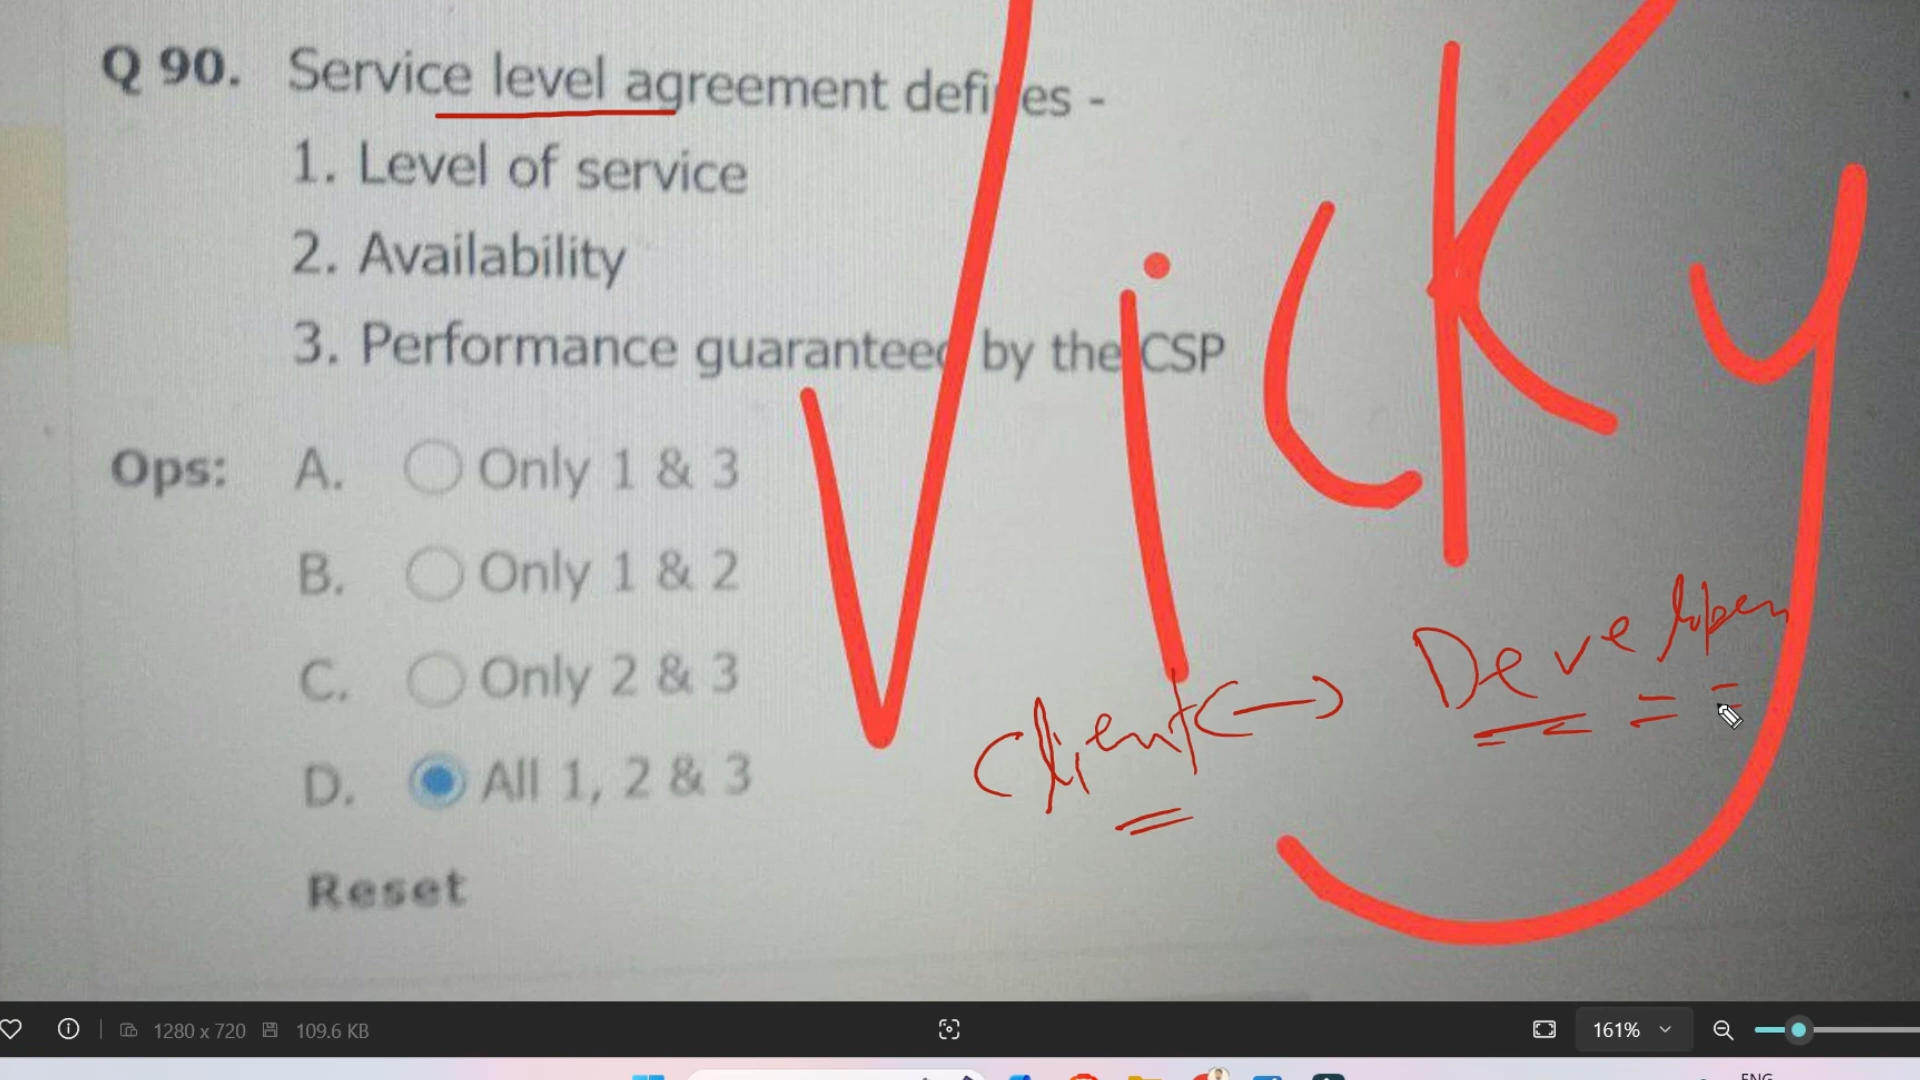 Q 90. Service level agreement defines -
1. Level of service
2. Availability
3. Performance guaranteed by the CSP
Ops: A. Only 1 & 3
B. Only 1 & 2
C. Only 2 & 3
D. All 1, 2 & 3
Reset
Vicky
Client Developer
1280 x 720 109.6 KB 161%
ENG